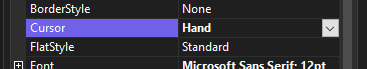 BorderStyle None
Cursor Hand
FlatStyle Standard
Font Microsoft Sans Serif; 12pt